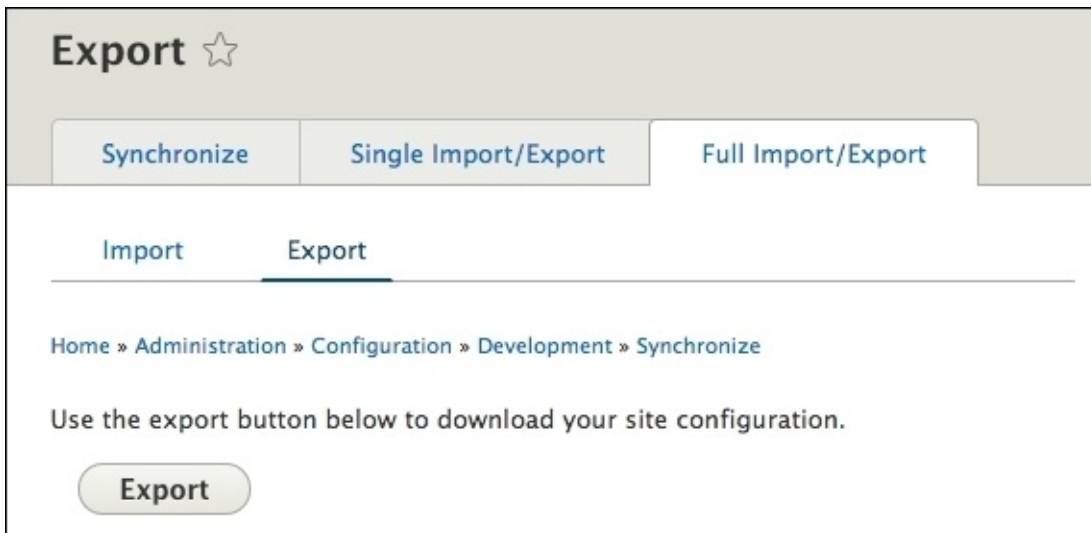 Export
Synchronize Single Import/Export Full Import/Export
Import Export
Home » Administration » Configuration » Development » Synchronize
Use the export button below to download your site configuration.
Export